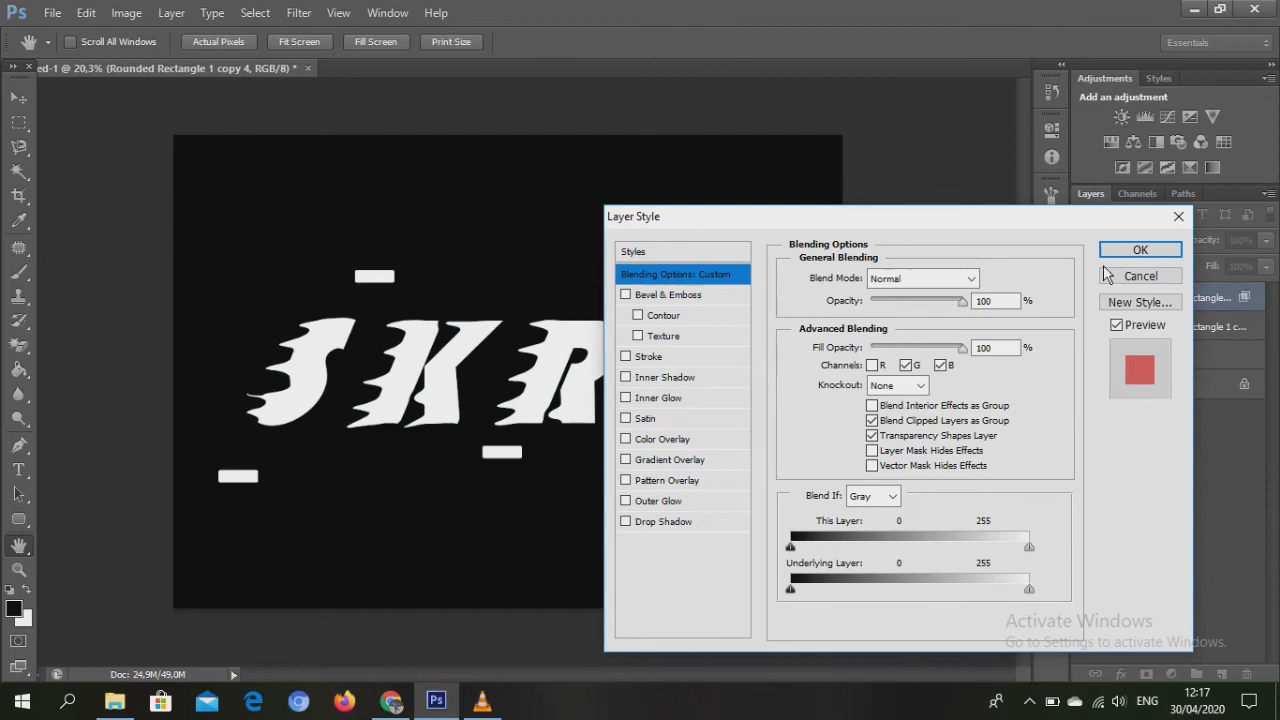 Ps File Edit Image Layer Type Select Filter View Window Help
Scroll All Windows Actual Pixels Fit Screen Fill Screen Print Size Essentials
ed-1 @ 20,3% (Rounded Rectangle 1 copy 4, RGB/8) *
Adjustments Styles
Add an adjustment
Layers Channels Paths
Layer Style
Styles
Blending Options: Custom
Bevel & Emboss
Contour
Texture
Stroke
Inner Shadow
Inner Glow
Satin
Color Overlay
Gradient Overlay
Pattern Overlay
Outer Glow
Drop Shadow
Blending Options
General Blending
Blend Mode: Normal
Opacity: 100 %
Advanced Blending
Fill Opacity: 100 %
Channels: R G B
Knockout: None
Blend Interior Effects as Group
Blend Clipped Layers as Group
Transparency Shapes Layer
Layer Mask Hides Effects
Vector Mask Hides Effects
Blend If: Gray
This Layer: 0 255
Underlying Layer: 0 255
OK
Cancel
New Style...
Preview
Opacity: 100%
Fill: 100%
ctangle...
ctangle 1 c...
SKR
Activate Windows
Go to Settings to activate Windows.
Doc: 24,9M/49,0M
Ps
ENG
12:17
30/04/2020